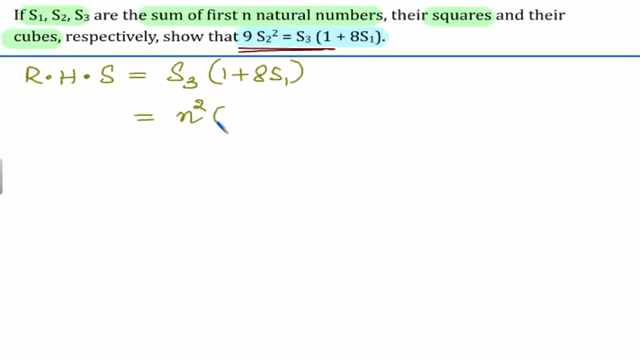 If S₁, S₂, S₃ are the sum of first n natural numbers, their squares and their
cubes, respectively, show that 9 S₂² = S₃ (1 + 8S₁).
R·H·S = S₃ (1+8S₁)
= n² (